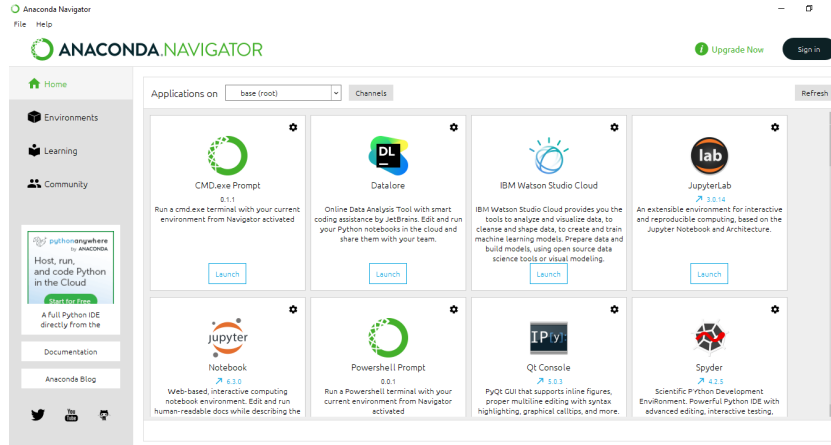 Anaconda Navigator
File Help
ANACONDA.NAVIGATOR
i Upgrade Now
Sign in
Home
Environments
Learning
Community
pythonanywhere
by ANACONDA
Host, run,
and code Python
in the Cloud
Start for Free
A full Python IDE
directly from the
Documentation
Anaconda Blog
You
Tube
Applications on base (root) Channels Refresh
CMD.exe Prompt
0.1.1
Run a cmd.exe terminal with your current
environment from Navigator activated
Launch
DL
Datalore
Online Data Analysis Tool with smart
coding assistance by JetBrains. Edit and run
your Python notebooks in the cloud and
share them with your team.
Launch
IBM Watson Studio Cloud
IBM Watson Studio Cloud provides you the
tools to analyze and visualize data, to
cleanse and shape data, to create and train
machine learning models. Prepare data and
build models, using open source data
science tools or visual modeling.
Launch
lab
JupyterLab
3.0.14
An extensible environment for interactive
and reproducible computing, based on the
Jupyter Notebook and Architecture.
Launch
jupyter
Notebook
6.3.0
Web-based, interactive computing
notebook environment. Edit and run
human-readable docs while describing the
Powershell Prompt
0.0.1
Run a Powershell terminal with your
current environment from Navigator
activated
IP[y]:
Qt Console
5.0.3
PyQt GUI that supports inline figures,
proper multiline editing with syntax
highlighting, graphical calltips, and more.
Spyder
4.2.5
Scientific PYthon Development
EnviRonment. Powerful Python IDE with
advanced editing, interactive testing,